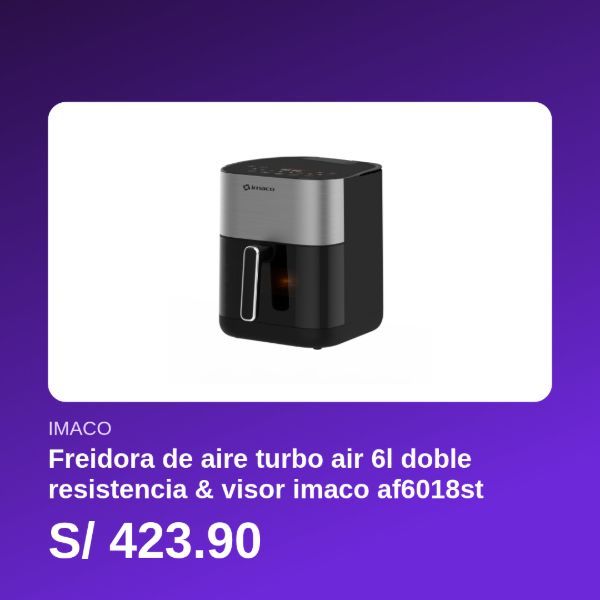 imaco
IMACO
Freidora de aire turbo air 6l doble
resistencia & visor imaco af6018st
S/ 423.90